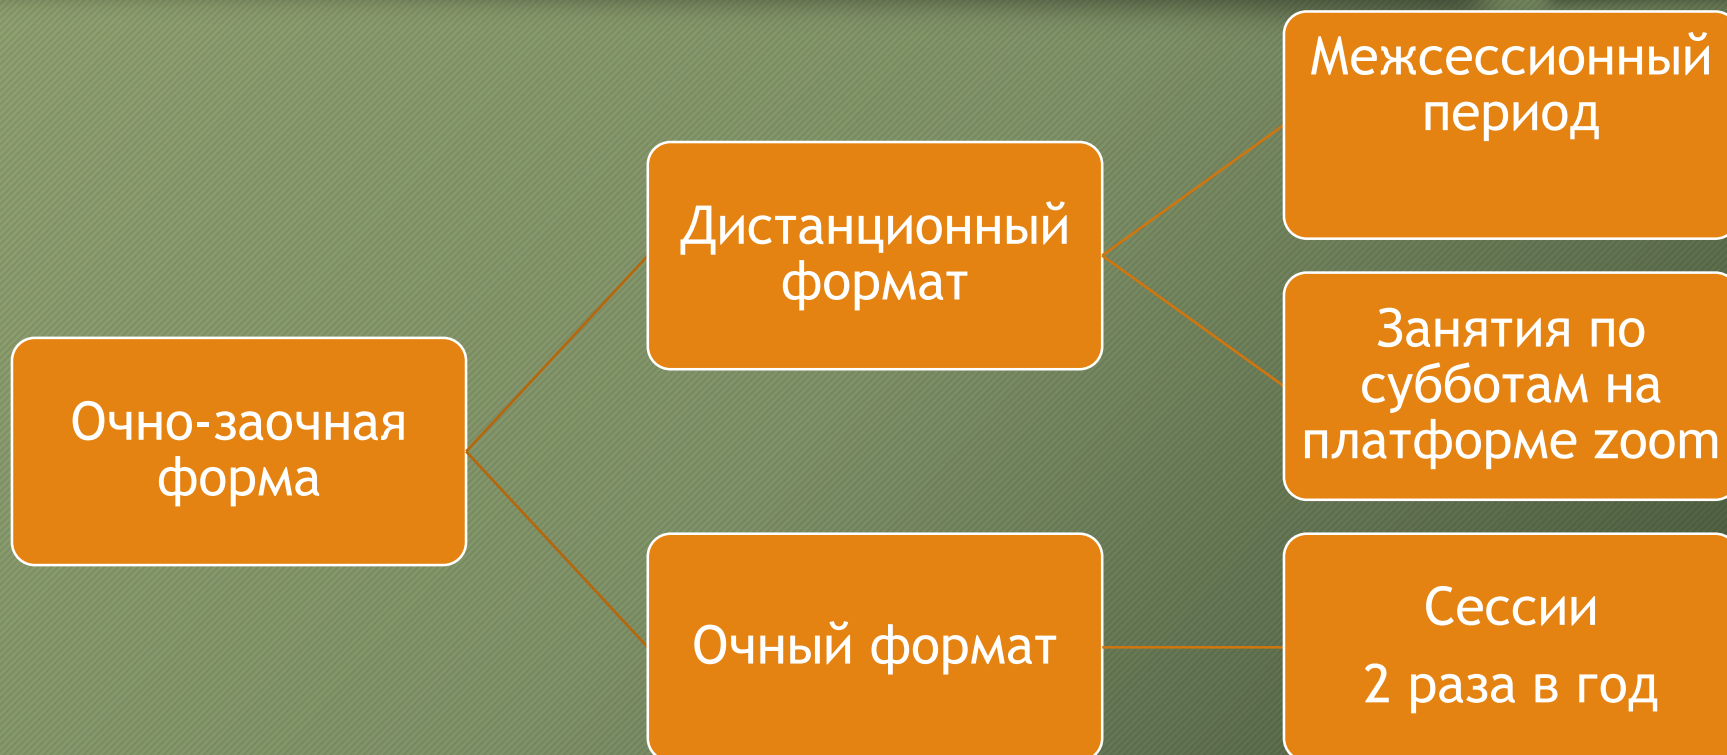 Очно-заочная
форма
Дистанционный
формат
Межсессионный
период
Занятия по
субботам на
платформе zoom
Очный формат
Сессии
2 раза в год